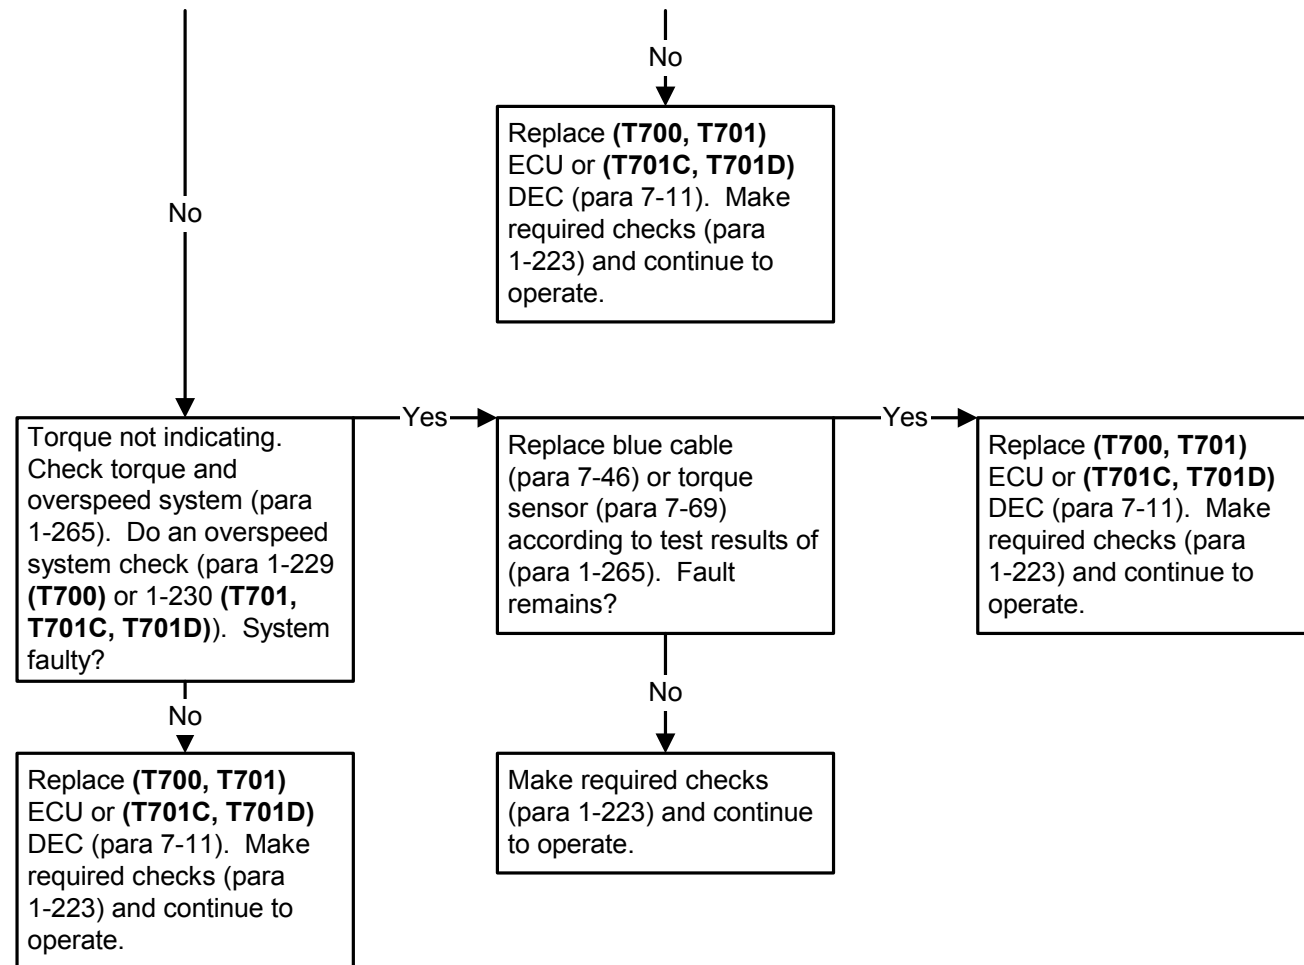 No
Replace (T700, T701)
ECU or (T701C, T701D)
DEC (para 7-11).  Make
required checks (para
1-223) and continue to
operate.
No
Torque not indicating.
Check torque and
overspeed system (para
1-265).  Do an overspeed
system check (para 1-229
(T700) or 1-230 (T701,
T701C, T701D)).  System
faulty?
Yes
Replace blue cable
(para 7-46) or torque
sensor (para 7-69)
according to test results of
(para 1-265).  Fault
remains?
Yes
Replace (T700, T701)
ECU or (T701C, T701D)
DEC (para 7-11).  Make
required checks (para
1-223) and continue to
operate.
No
Replace (T700, T701)
ECU or (T701C, T701D)
DEC (para 7-11).  Make
required checks (para
1-223) and continue to
operate.
No
Make required checks
(para 1-223) and continue
to operate.